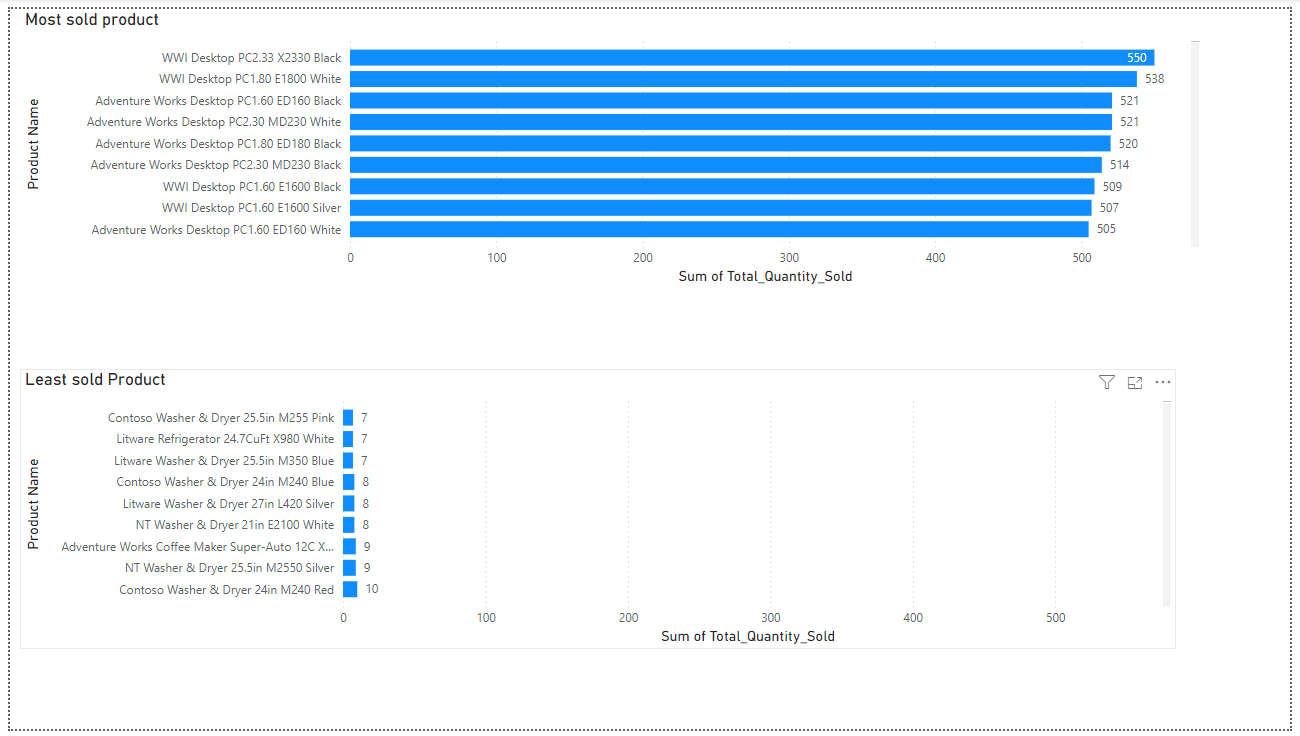 Most sold product
Product Name
WWI Desktop PC2.33 X2330 Black 550
WWI Desktop PC1.80 E1800 White 538
Adventure Works Desktop PC1.60 ED160 Black 521
Adventure Works Desktop PC2.30 MD230 White 521
Adventure Works Desktop PC1.80 ED180 Black 520
Adventure Works Desktop PC2.30 MD230 Black 514
WWI Desktop PC1.60 E1600 Black 509
WWI Desktop PC1.60 E1600 Silver 507
Adventure Works Desktop PC1.60 ED160 White 505
0 100 200 300 400 500
Sum of Total_Quantity_Sold
Least sold Product
Product Name
Contoso Washer & Dryer 25.5in M255 Pink 7
Litware Refrigerator 24.7CuFt X980 White 7
Litware Washer & Dryer 25.5in M350 Blue 7
Contoso Washer & Dryer 24in M240 Blue 8
Litware Washer & Dryer 27in L420 Silver 8
NT Washer & Dryer 21in E2100 White 8
Adventure Works Coffee Maker Super-Auto 12C X... 9
NT Washer & Dryer 25.5in M2550 Silver 9
Contoso Washer & Dryer 24in M240 Red 10
0 100 200 300 400 500
Sum of Total_Quantity_Sold